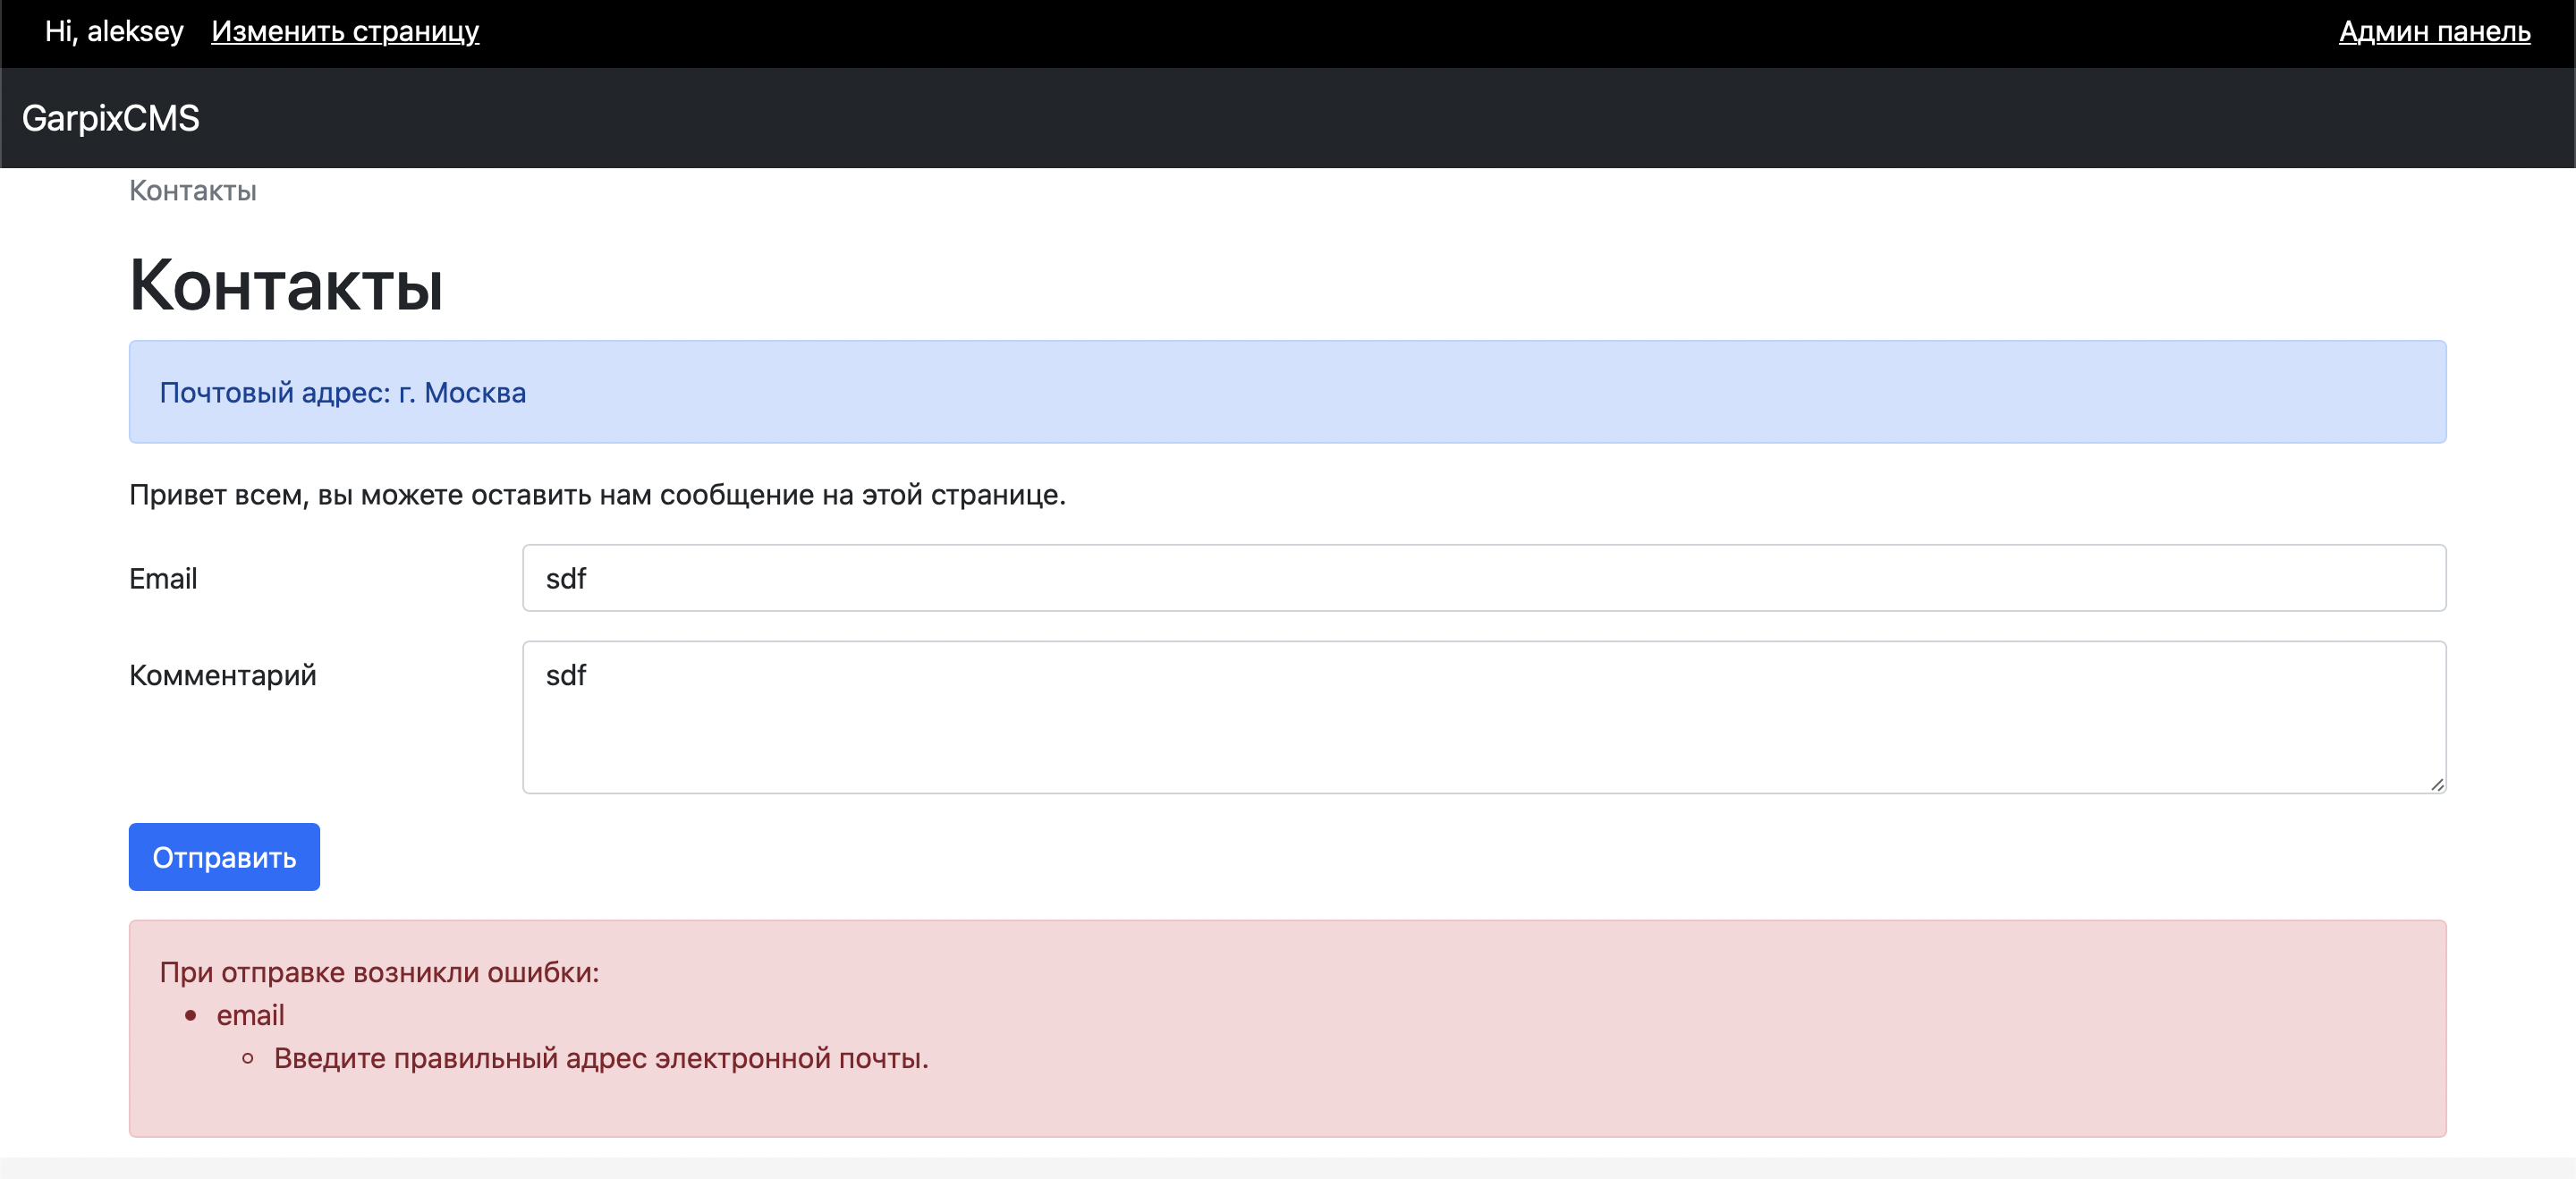 Hi, aleksey Изменить страницу Админ панель
GarpixCMS
Контакты
Контакты
Почтовый адрес: г. Москва
Привет всем, вы можете оставить нам сообщение на этой странице.
Email sdf
Комментарий sdf
Отправить
При отправке возникли ошибки:
email
Введите правильный адрес электронной почты.